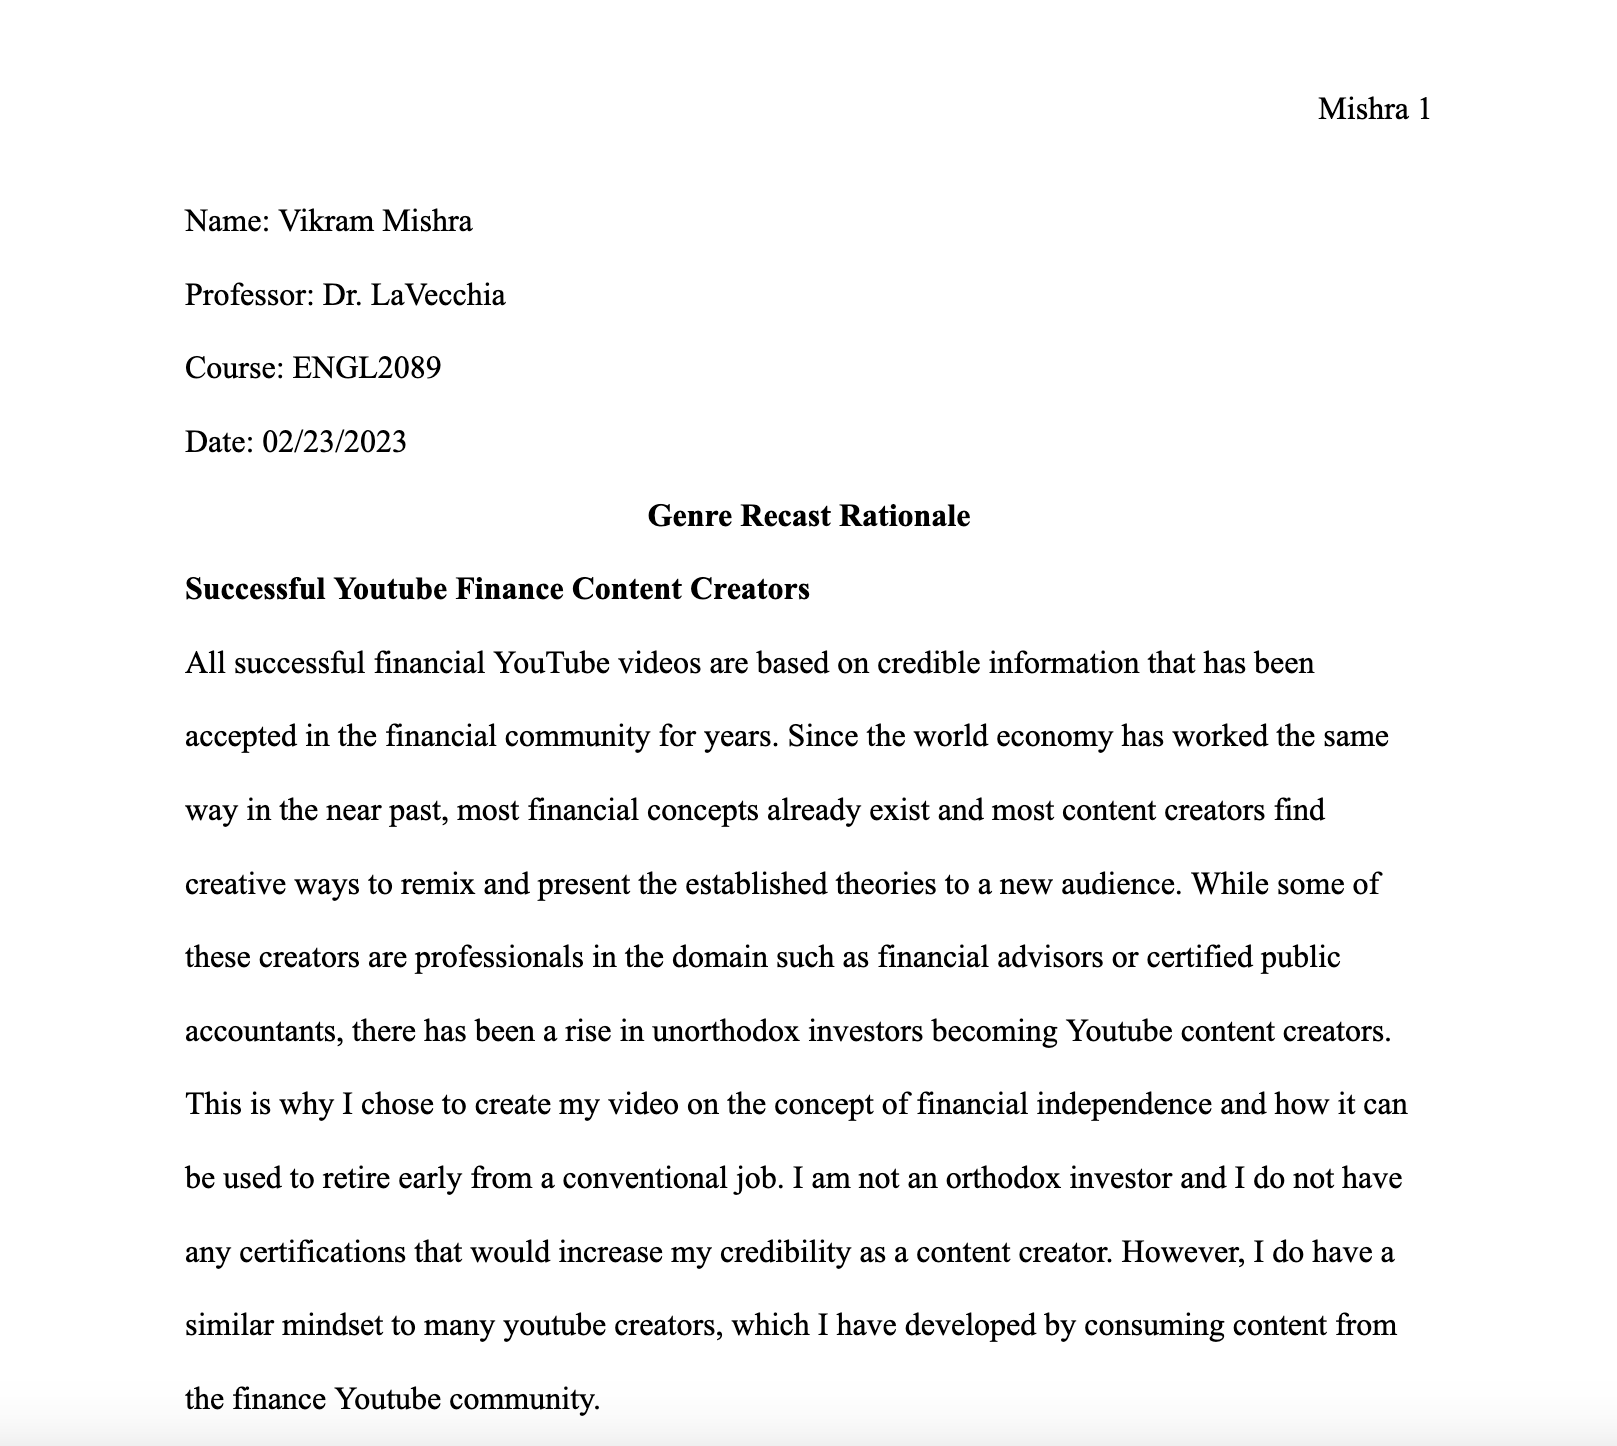 Mishra 1
Name: Vikram Mishra
Professor: Dr. LaVecchia
Course: ENGL2089
Date: 02/23/2023
Genre Recast Rationale
Successful Youtube Finance Content Creators
All successful financial YouTube videos are based on credible information that has been
accepted in the financial community for years. Since the world economy has worked the same
way in the near past, most financial concepts already exist and most content creators find
creative ways to remix and present the established theories to a new audience. While some of
these creators are professionals in the domain such as financial advisors or certified public
accountants, there has been a rise in unorthodox investors becoming Youtube content creators.
This is why I chose to create my video on the concept of financial independence and how it can
be used to retire early from a conventional job. I am not an orthodox investor and I do not have
any certifications that would increase my credibility as a content creator. However, I do have a
similar mindset to many youtube creators, which I have developed by consuming content from
the finance Youtube community.